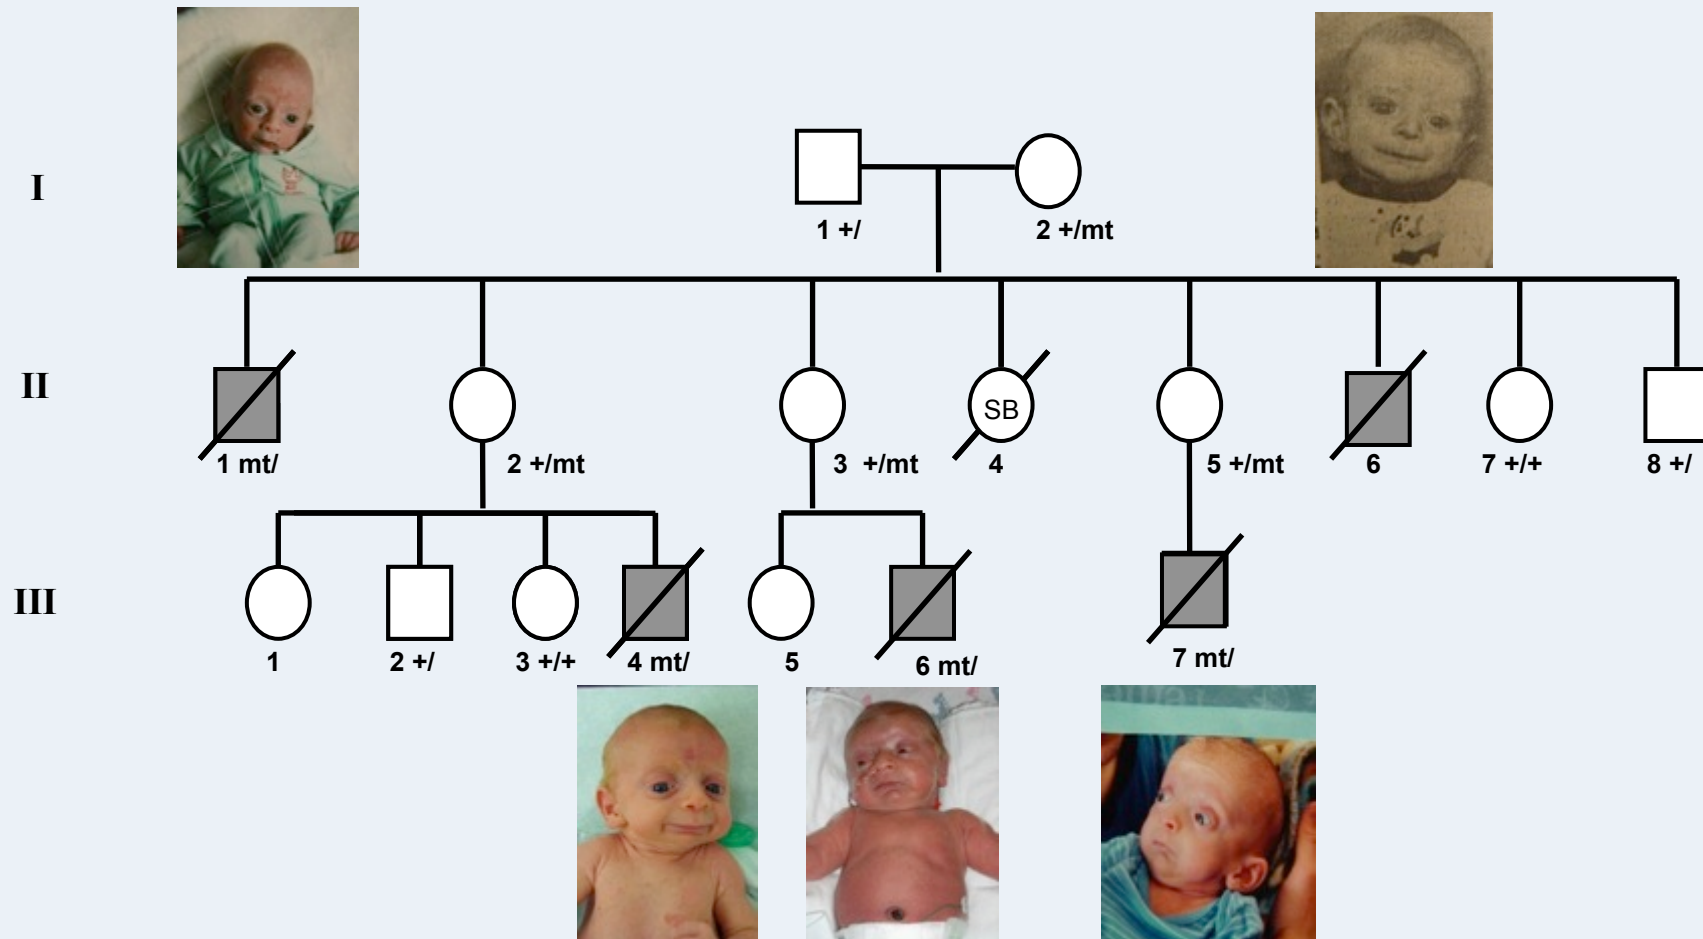 I
1 +/
2 +/mt
II
SB
1 mt/
2 +/mt
3 +/mt
4
5 +/mt
6
7 +/+
8 +/
III
1
2 +/
3 +/+
4 mt/
5
6 mt/
7 mt/